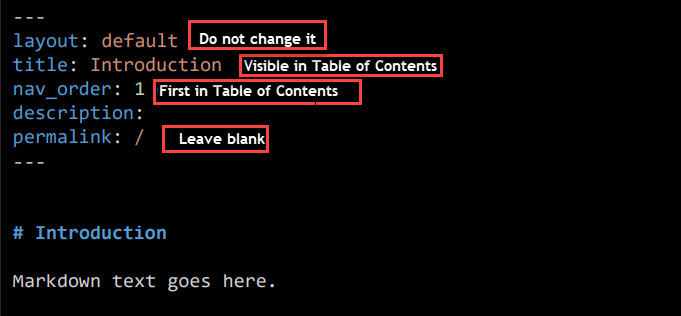 ---
layout: default Do not change it
title: Introduction Visible in Table of Contents
nav_order: 1 First in Table of Contents
description:
permalink: / Leave blank
---
# Introduction
Markdown text goes here.